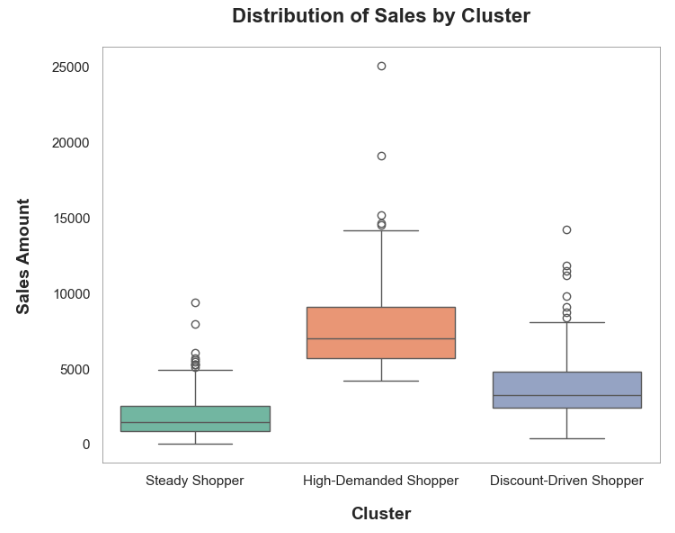 Distribution of Sales by Cluster
25000
20000
15000
10000
5000
0
Sales Amount
Steady Shopper
High-Demanded Shopper
Discount-Driven Shopper
Cluster